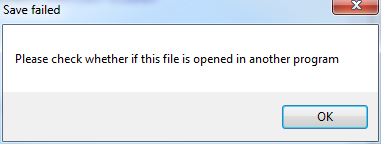 Save failed
Please check whether if this file is opened in another program
OK